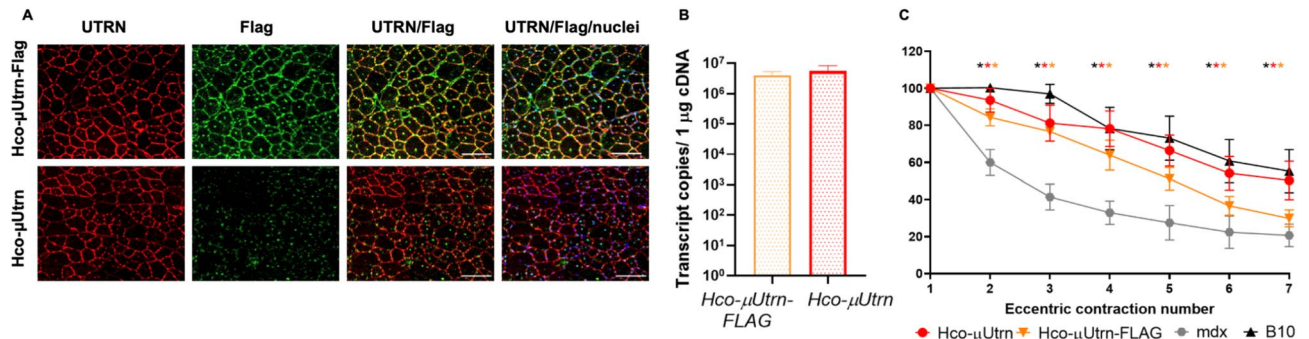 A
UTRN
Flag
UTRN/Flag
UTRN/Flag/nuclei
Hco-μUtrn-Flag
Hco-μUtrn
B
Transcript copies/ 1 μg cDNA
10⁷
10⁶
10⁵
10⁴
10³
10²
10¹
10⁰
Hco-μUtrn-
FLAG
Hco-μUtrn
C
120
100
80
60
40
20
0
*** *** *** *** *** ***
1 2 3 4 5 6 7
Eccentric contraction number
Hco-μUtrn Hco-μUtrn-FLAG mdx B10